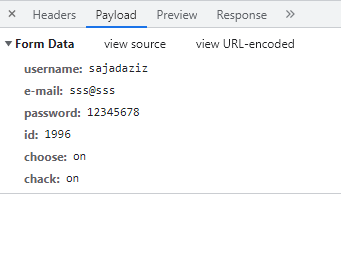 Headers Payload Preview Response
Form Data view source view URL-encoded
username: sajadaziz
e-mail: sss@sss
password: 12345678
id: 1996
choose: on
chack: on